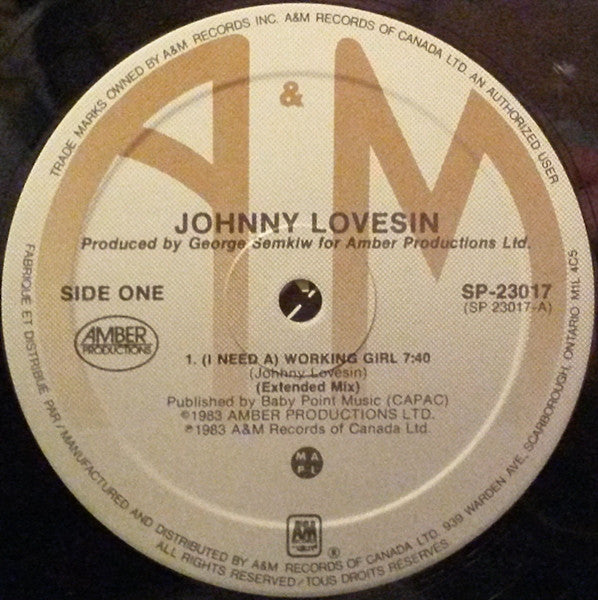 TRADE MARKS OWNED BY A&M RECORDS INC. A&M RECORDS OF CANADA LTD AN AUTHORIZED USER
A&M
JOHNNY LOVESIN
Produced by George Semkiw for Amber Productions Ltd.
SIDE ONE
SP-23017
(SP 23017-A)
AMBER
PRODUCTIONS
1. (I NEED A) WORKING GIRL 7:40
(Johnny Lovesin)
(Extended Mix)
Published by Baby Point Music (CAPAC)
©1983 AMBER PRODUCTIONS LTD.
℗1983 A&M Records of Canada Ltd.
M A
P L
A&M
®
FABRIQUE ET DISTRIBUÉ PAR / MANUFACTURED AND DISTRIBUTED BY A&M RECORDS OF CANADA LTD. 939 WARDEN AVE, SCARBOROUGH, ONTARIO M1L 4C5
ALL RIGHTS RESERVED / TOUS DROITS RESERVES